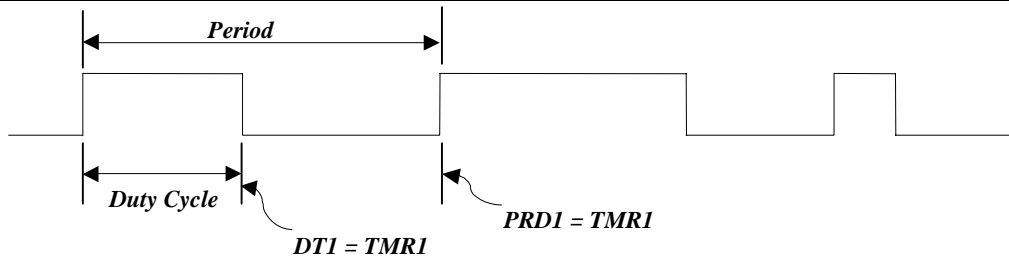 Period
Duty Cycle
PRD1 = TMR1
DT1 = TMR1